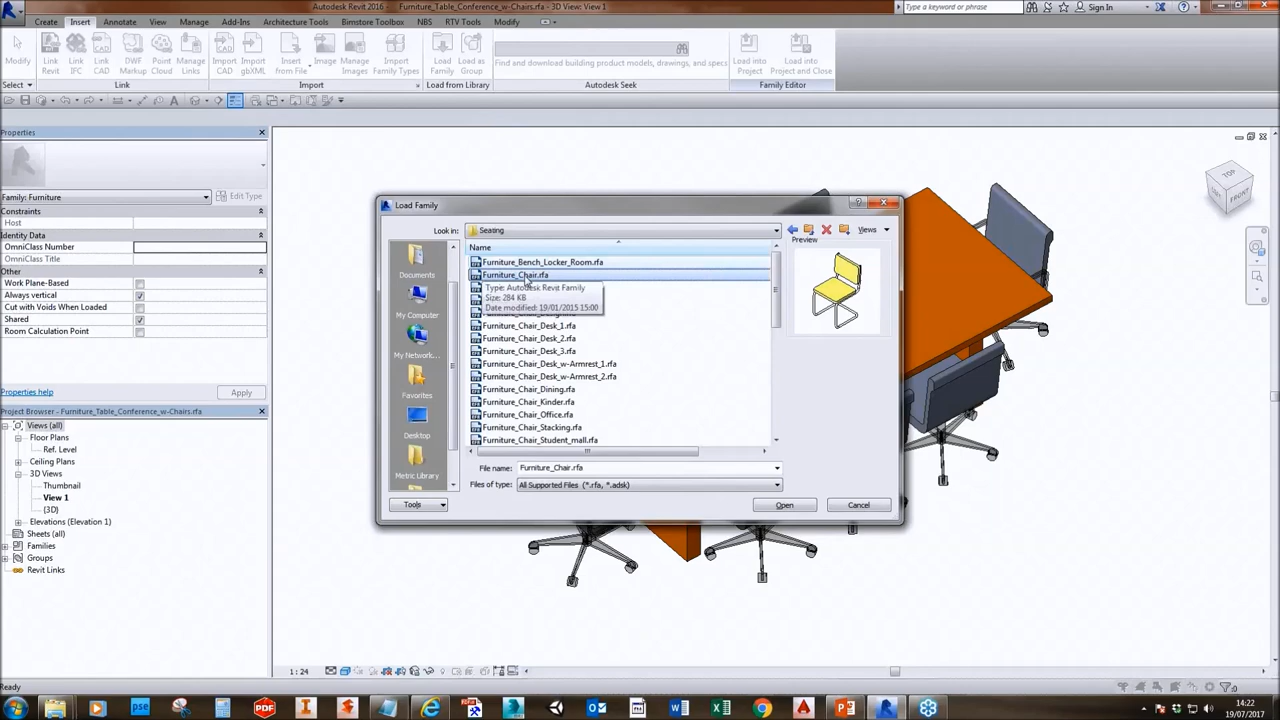 Autodesk Revit 2016 - Furniture_Table_Conference_w-Chairs.rfa - 3D View: View 1
Type a keyword or phrase
Sign In
Create Insert Annotate View Manage Add-Ins Architecture Tools Bimstore Toolbox NBS RTV Tools Modify
Modify
Link Revit
Link IFC
Link CAD
DWF Markup
Point Cloud
Manage Links
Import CAD
Import gbXML
Insert from File
Image
Manage Images
Import Family Types
Load Family
Load as Group
Find and download building product models, drawings, and specs
Load into Project
Load into Project and Close
Select
Link
Import
Load from Library
Autodesk Seek
Family Editor
Properties
Family: Furniture
Edit Type
Constraints
Host
Identity Data
OmniClass Number
OmniClass Title
Other
Work Plane-Based
Always vertical
Cut with Voids When Loaded
Shared
Room Calculation Point
Properties help
Apply
Project Browser - Furniture_Table_Conference_w-Chairs.rfa
Views (all)
Floor Plans
Ref. Level
Ceiling Plans
3D Views
Thumbnail
View 1
{3D}
Elevations (Elevation 1)
Sheets (all)
Families
Groups
Revit Links
Load Family
Look in:
Seating
Views
Preview
Name
Documents
My Computer
My Network...
Favorites
Desktop
Metric Library
Furniture_Bench_Locker_Room.rfa
Furniture_Chair.rfa
Type: Autodesk Revit Family
Size: 284 KB
Date modified: 19/01/2015 15:00
Furniture_Chair_Desk_1.rfa
Furniture_Chair_Desk_2.rfa
Furniture_Chair_Desk_3.rfa
Furniture_Chair_Desk_w-Armrest_1.rfa
Furniture_Chair_Desk_w-Armrest_2.rfa
Furniture_Chair_Dining.rfa
Furniture_Chair_Kinder.rfa
Furniture_Chair_Office.rfa
Furniture_Chair_Stacking.rfa
Furniture_Chair_Student_mall.rfa
File name:
Furniture_Chair.rfa
Files of type:
All Supported Files (*.rfa, *.adsk)
Tools
Open
Cancel
TOP
FRONT
1 : 24
Ready
:0
pse
PDF
14:22
19/07/2017